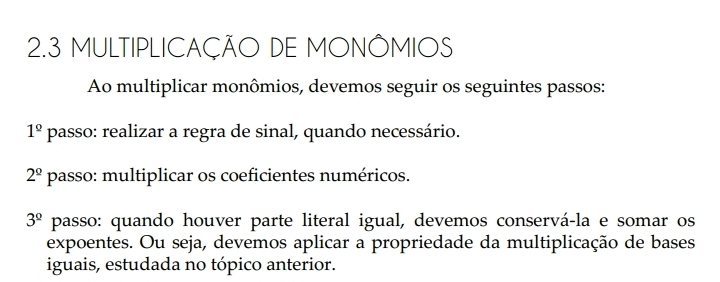 2.3 MULTIPLICAÇÃO DE MONÔMIOS
Ao multiplicar monômios, devemos seguir os seguintes passos:
1º passo: realizar a regra de sinal, quando necessário.
2º passo: multiplicar os coeficientes numéricos.
3º passo: quando houver parte literal igual, devemos conservá-la e somar os
expoentes. Ou seja, devemos aplicar a propriedade da multiplicação de bases
iguais, estudada no tópico anterior.